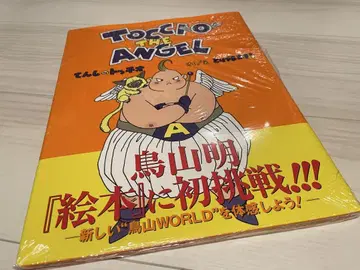 TOCCHIO
THE
ANGEL
てんしのトッチオ
A
鳥山明
『絵本』に初挑戦!!!
―新しい“鳥山WORLD”を体感しよう!―